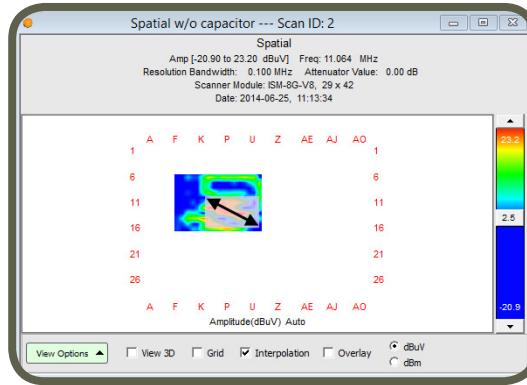 Spatial w/o capacitor --- Scan ID: 2
Spatial
Amp [-20.90 to 23.20 dBuV] Freq: 11.064 MHz
Resolution Bandwidth: 0.100 MHz Attenuator Value: 0.00 dB
Scanner Module: ISM-8G-V8, 29 x 42
Date: 2014-06-25, 11:13:34
A F K P U Z AE AJ AO
1 1
6 6
11 11
16 16
21 21
26 26
A F K P U Z AE AJ AO
Amplitude(dBuV) Auto
23.2
2.5
-20.9
View Options View 3D Grid Interpolation Overlay dBuV
dBm